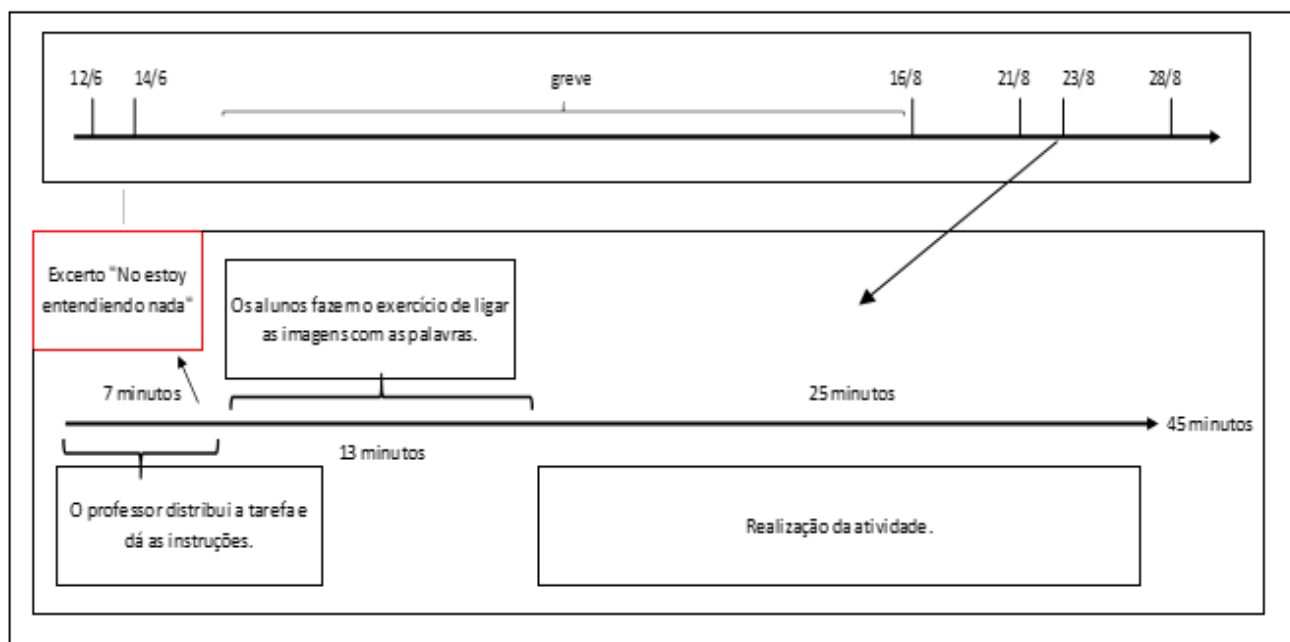 12/6
14/6
greve
16/8
21/8
23/8
28/8
Excerto "No estoy
entendiendo nada"
Os alunos fazem o exercício de ligar
as imagens com as palavras.
7 minutos
25 minutos
45 minutos
13 minutos
O professor distribui a tarefa e
dá as instruções.
Realização da atividade.